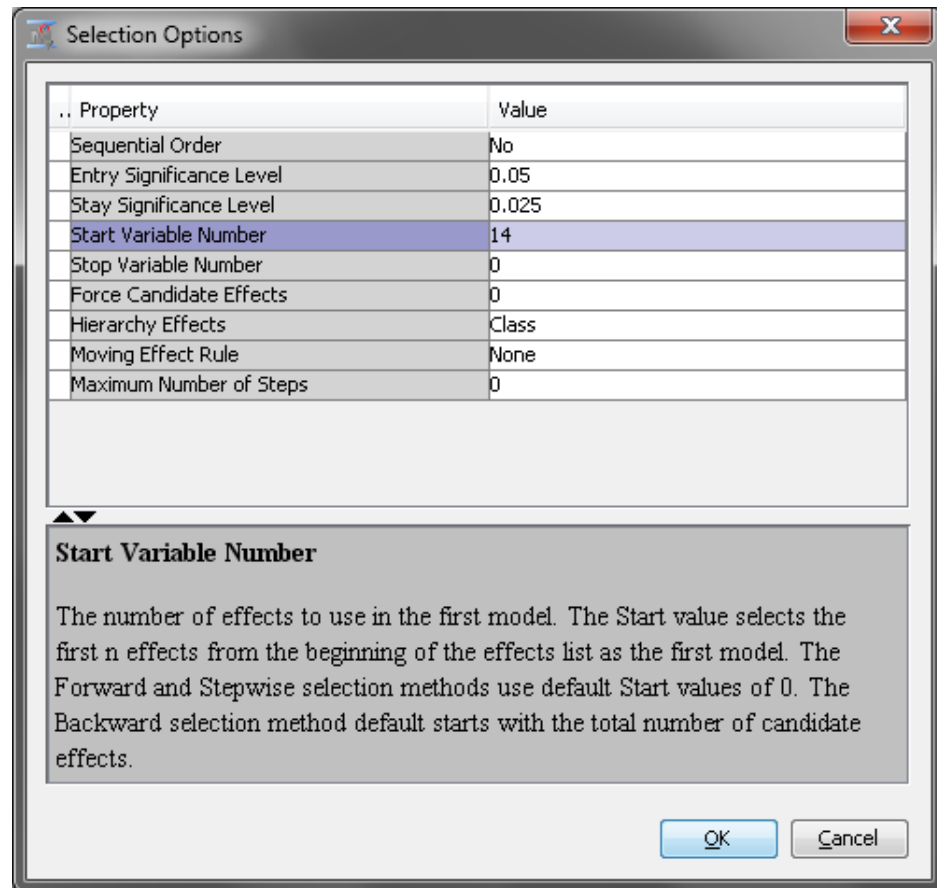 Selection Options
.. Property Value
Sequential Order No
Entry Significance Level 0.05
Stay Significance Level 0.025
Start Variable Number 14
Stop Variable Number 0
Force Candidate Effects 0
Hierarchy Effects Class
Moving Effect Rule None
Maximum Number of Steps 0
Start Variable Number
The number of effects to use in the first model. The Start value selects the
first n effects from the beginning of the effects list as the first model. The
Forward and Stepwise selection methods use default Start values of 0. The
Backward selection method default starts with the total number of candidate
effects.
OK Cancel